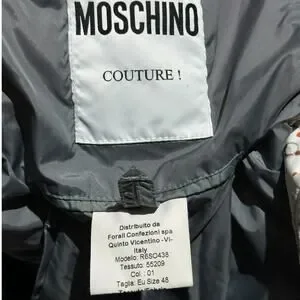 MOSCHINO
COUTURE !
Distribuito da
Forall Confezioni spa
Quinto Vicentino -Vi-
Italy
Modello: R6SO438
Tessuto: 55209
Col.: 01
Taglia: Eu Size 48